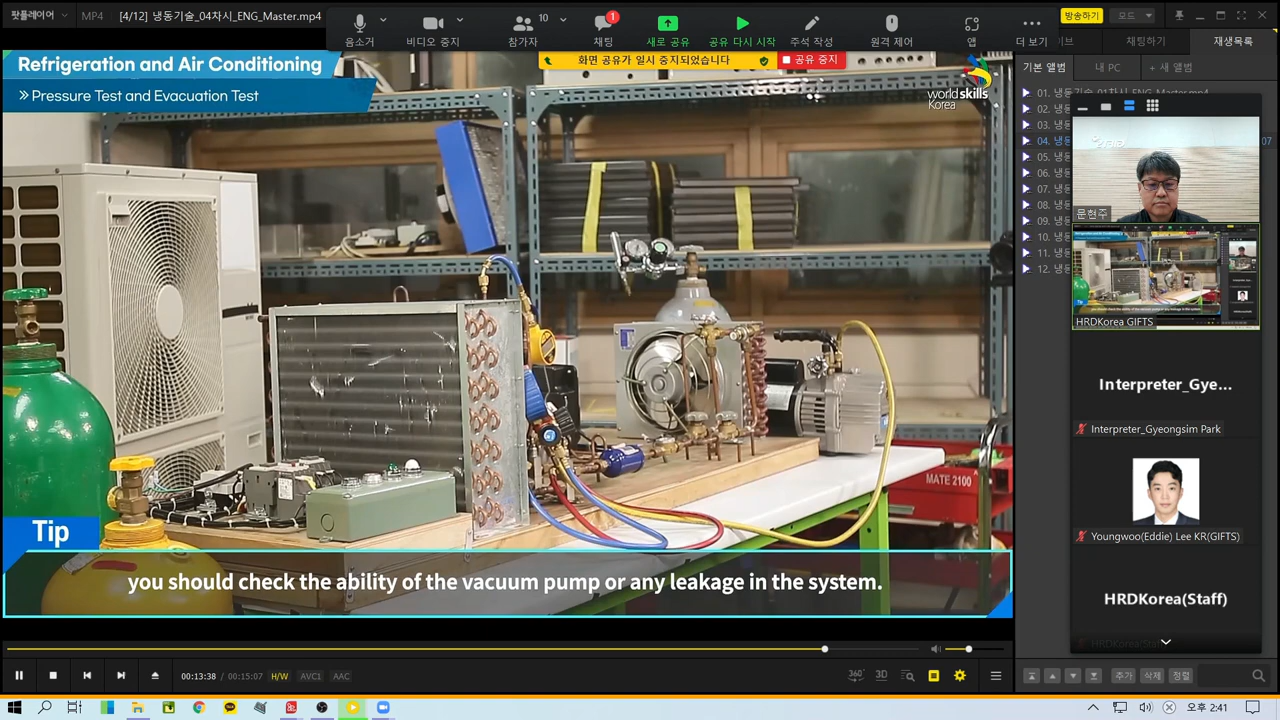 팟플레이어
MP4
[4/12] 냉동기술_04차시_ENG_Master.mp4
음소거
비디오 중지
10
참가자
1
채팅
새로 공유
공유 다시 시작
주석 작성
원격 제어
앱
더 보기
방송하기
모드
화면 공유가 일시 중지되었습니다
공유 중지
채팅하기
재생목록
기본 앨범
내 PC
+ 새 앨범
Refrigeration and Air Conditioning
Pressure Test and Evacuation Test
worldskills
Korea
01. 냉동기술_01차시_ENG_Master.mp4
02. 냉동
03. 냉동
04. 냉동
07
05. 냉동
06. 냉동
07. 냉동
08. 냉동
09. 냉동
10. 냉동
11. 냉동
12. 냉동
문현주
HRDKorea GIFTS
Interpreter_Gye...
Interpreter_Gyeongsim Park
Youngwoo(Eddie) Lee KR(GIFTS)
HRDKorea(Staff)
HRDKorea(Staff)
MATE 2100
Tip
you should check the ability of the vacuum pump or any leakage in the system.
00:13:38 / 00:15:07
H/W
AVC1
AAC
360°
3D
추가
삭제
정렬
오후 2:41